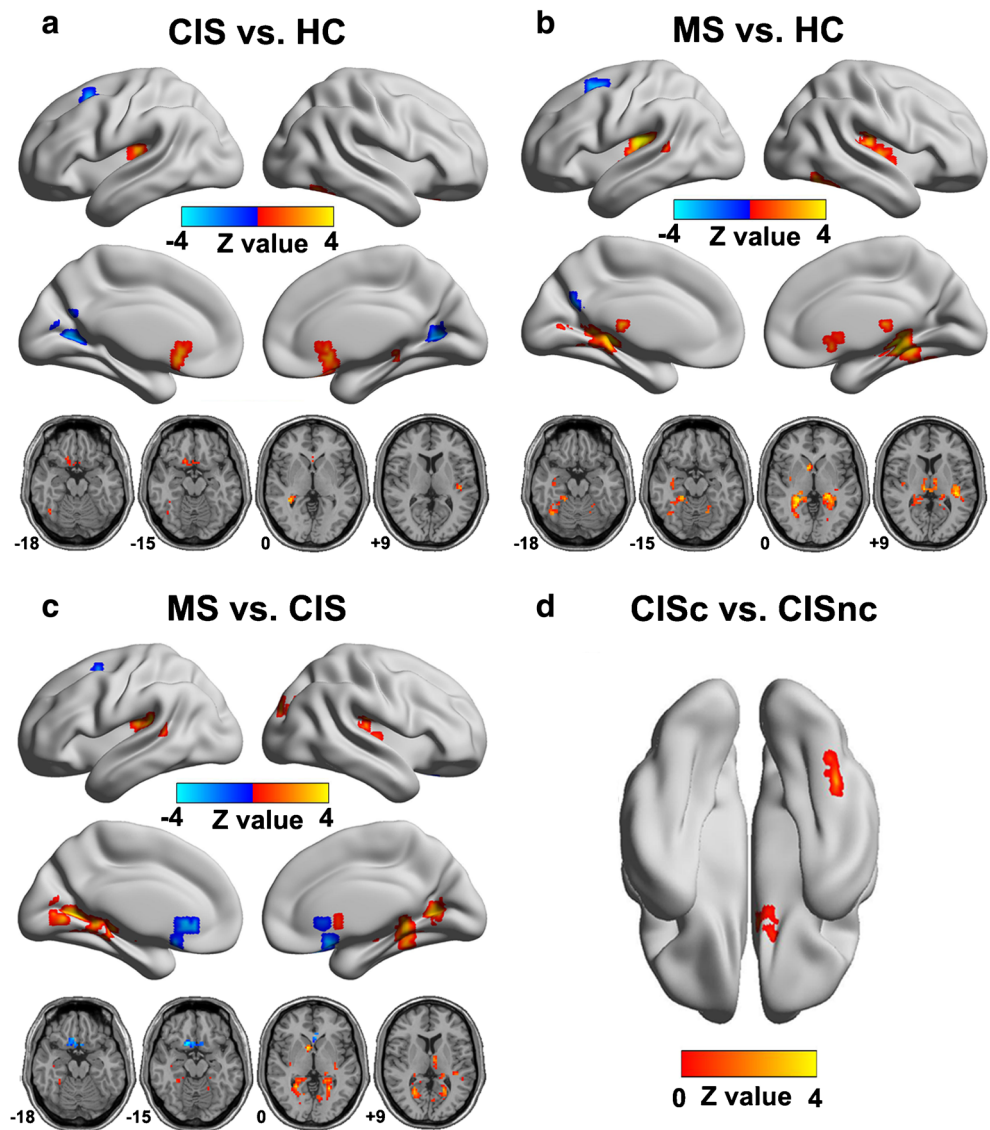 a
CIS vs. HC
-4 Z value 4
-18 -15 0 +9
b
MS vs. HC
-4 Z value 4
-18 -15 0 +9
c
MS vs. CIS
-4 Z value 4
-18 -15 0 +9
d
CISc vs. CISnc
0 Z value 4